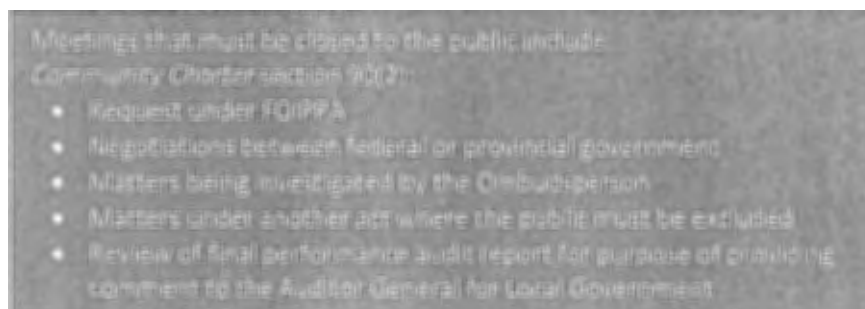 Meetings that must be closed to the public include
Community Charter section 90(2):
• Request under FOIPPA
• Negotiations between federal or provincial government
• Matters being investigated by the Ombudsperson
• Matters under another act where the public must be excluded
• Review of final performance audit report for purpose of providing
comment to the Auditor General for Local Government